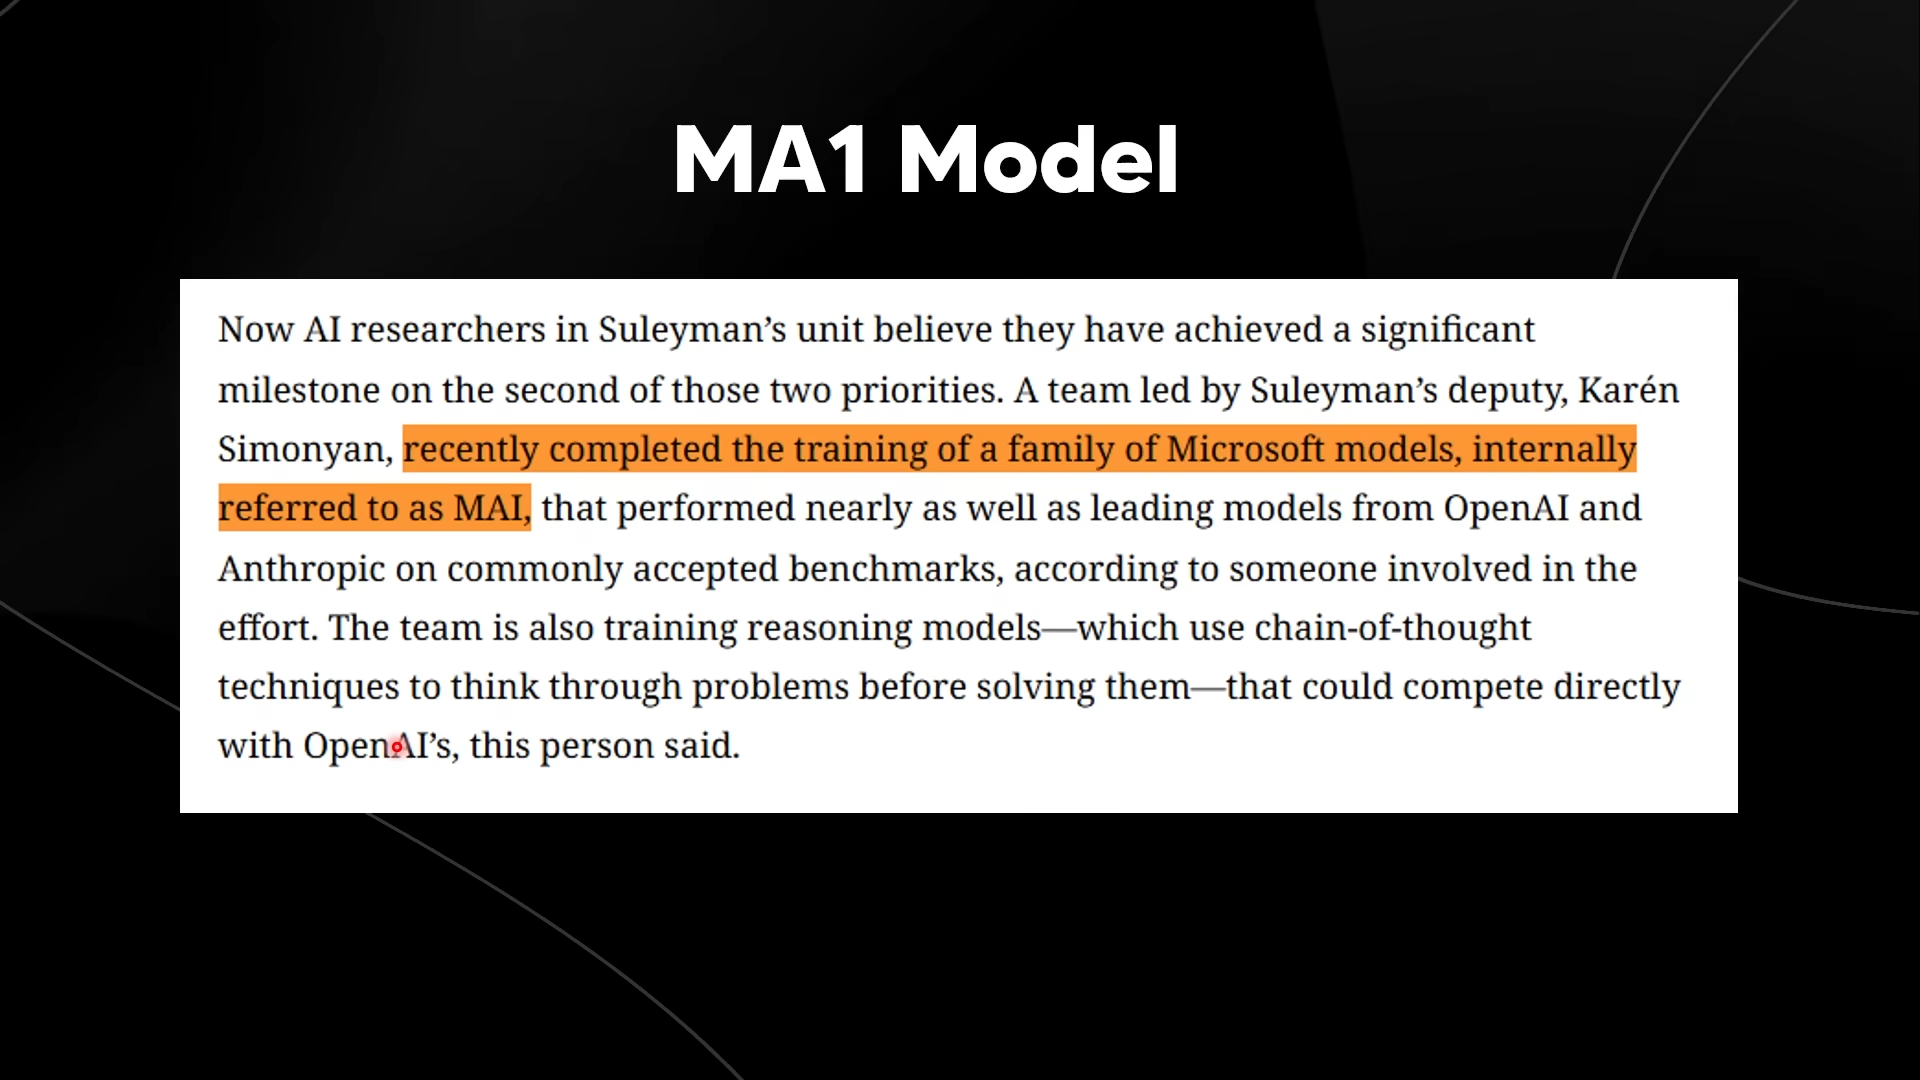 MA1 Model
Now AI researchers in Suleyman’s unit believe they have achieved a significant
milestone on the second of those two priorities. A team led by Suleyman’s deputy, Karén
Simonyan, recently completed the training of a family of Microsoft models, internally
referred to as MAI, that performed nearly as well as leading models from OpenAI and
Anthropic on commonly accepted benchmarks, according to someone involved in the
effort. The team is also training reasoning models—which use chain-of-thought
techniques to think through problems before solving them—that could compete directly
with OpenAI’s, this person said.